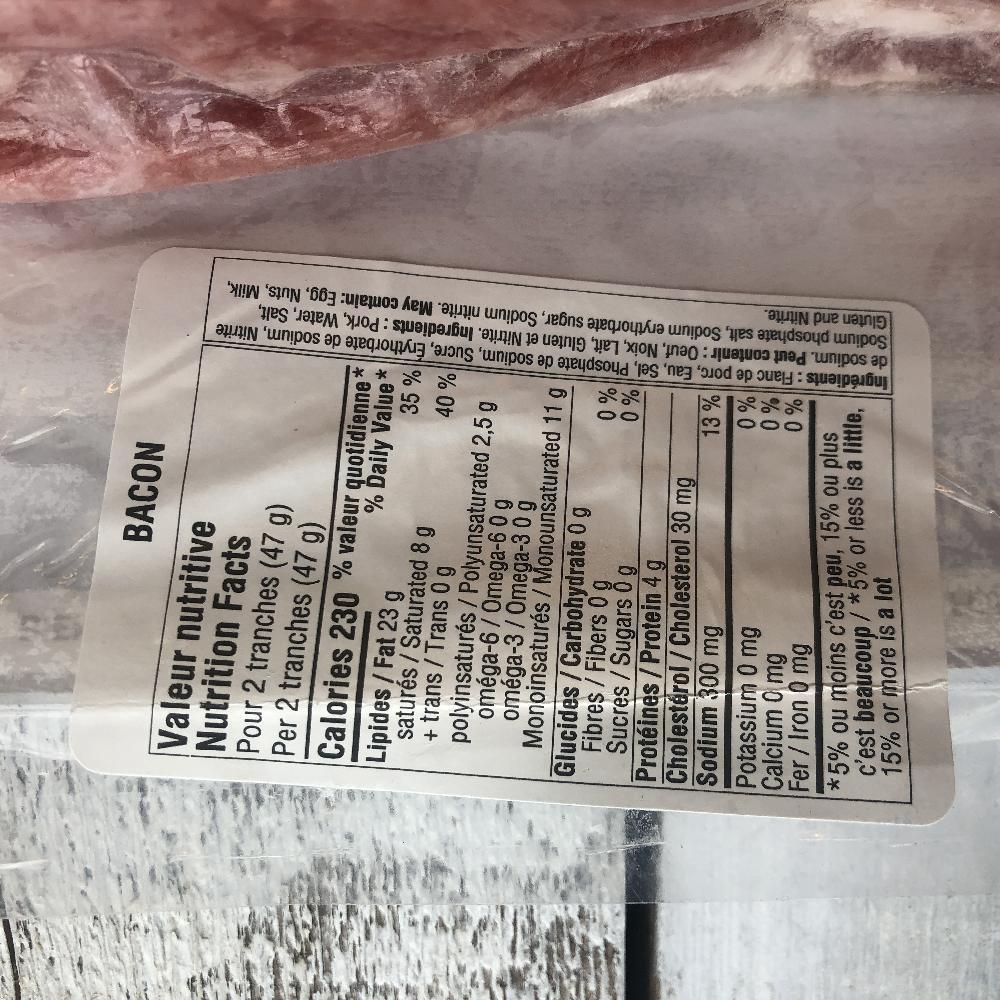 BACON
Valeur nutritive
Nutrition Facts
Pour 2 tranches (47 g)
Per 2 tranches (47 g)
Calories 230 % valeur quotidienne *
% Daily Value *
Lipides / Fat 23 g 35 %
saturés / Saturated 8 g 40 %
+ trans / Trans 0 g
polyinsaturés / Polyunsaturated 2,5 g
oméga-6 / Omega-6 0 g
oméga-3 / Omega-3 0 g
Monoinsaturés / Monounsaturated 11 g
Glucides / Carbohydrate 0 g
Fibres / Fibers 0 g 0 %
Sucres / Sugars 0 g 0 %
Protéines / Protein 4 g
Cholestérol / Cholesterol 30 mg
Sodium 300 mg 13 %
Potassium 0 mg 0 %
Calcium 0 mg 0 %
Fer / Iron 0 mg 0 %
*5% ou moins c'est peu, 15% ou plus
c'est beaucoup / *5% or less is a little,
15% or more is a lot
Ingrédients : Flanc de porc, Eau, Sel, Phosphate de sodium, Sucre, Érythorbate de sodium, Nitrite
de sodium. Peut contenir : Oeuf, Noix, Lait, Gluten et Nitrite. Ingredients : Pork, Water, Salt,
Sodium phosphate salt, Sodium erythorbate sugar, Sodium nitrite. May contain: Egg, Nuts, Milk,
Gluten and Nitrite.